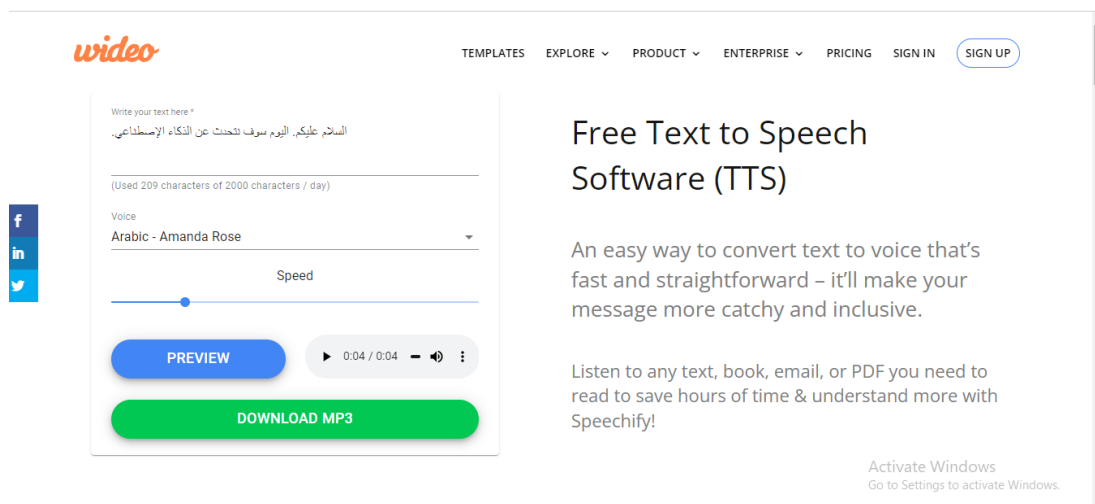 wideo
TEMPLATES EXPLORE PRODUCT ENTERPRISE PRICING SIGN IN SIGN UP
Write your text here *
السلام عليكم. اليوم سوف نتحدث عن الذكاء الإصطناعي.
(Used 209 characters of 2000 characters / day)
Voice
Arabic - Amanda Rose
Speed
PREVIEW
0:04 / 0:04
DOWNLOAD MP3
f
in
Free Text to Speech
Software (TTS)
An easy way to convert text to voice that's
fast and straightforward – it'll make your
message more catchy and inclusive.
Listen to any text, book, email, or PDF you need to
read to save hours of time & understand more with
Speechify!
Activate Windows
Go to Settings to activate Windows.